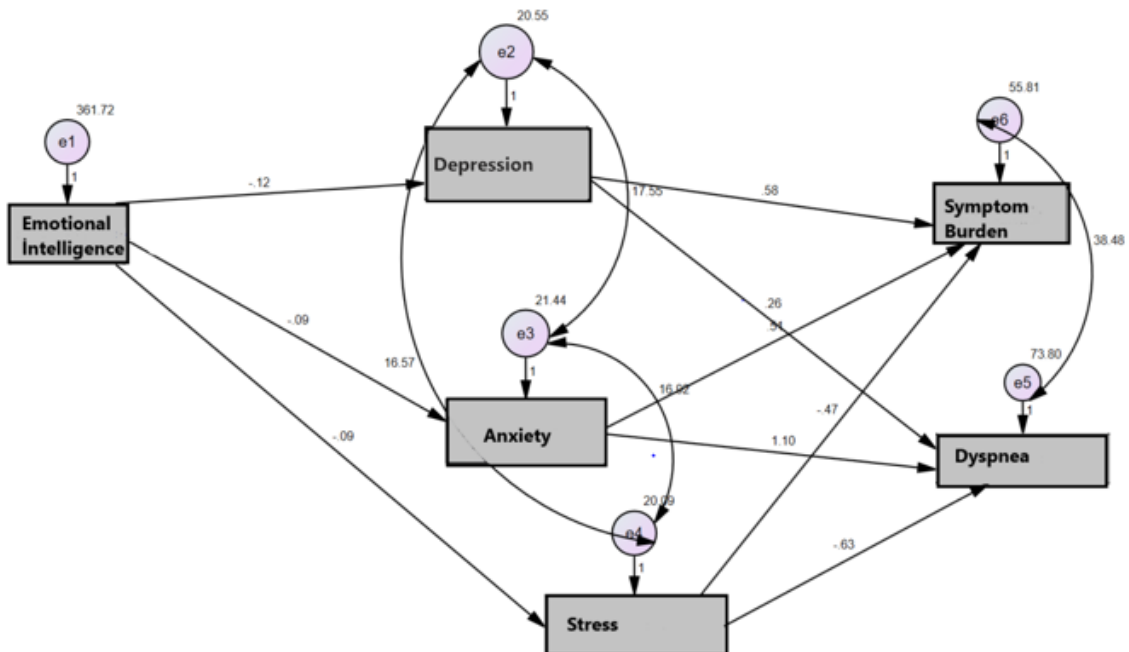 20.55
e2
55.81
361.72
e6
e1
1
1
1
Depression
-.12
17.55
.58
Emotional
İntelligence
Symptom
Burden
38.48
21.44
.26
-.09
e3
.51
16.57
1
73.80
16.92
e5
-.47
1
-.09
Anxiety
1.10
Dyspnea
20.09
e4
-.63
1
Stress